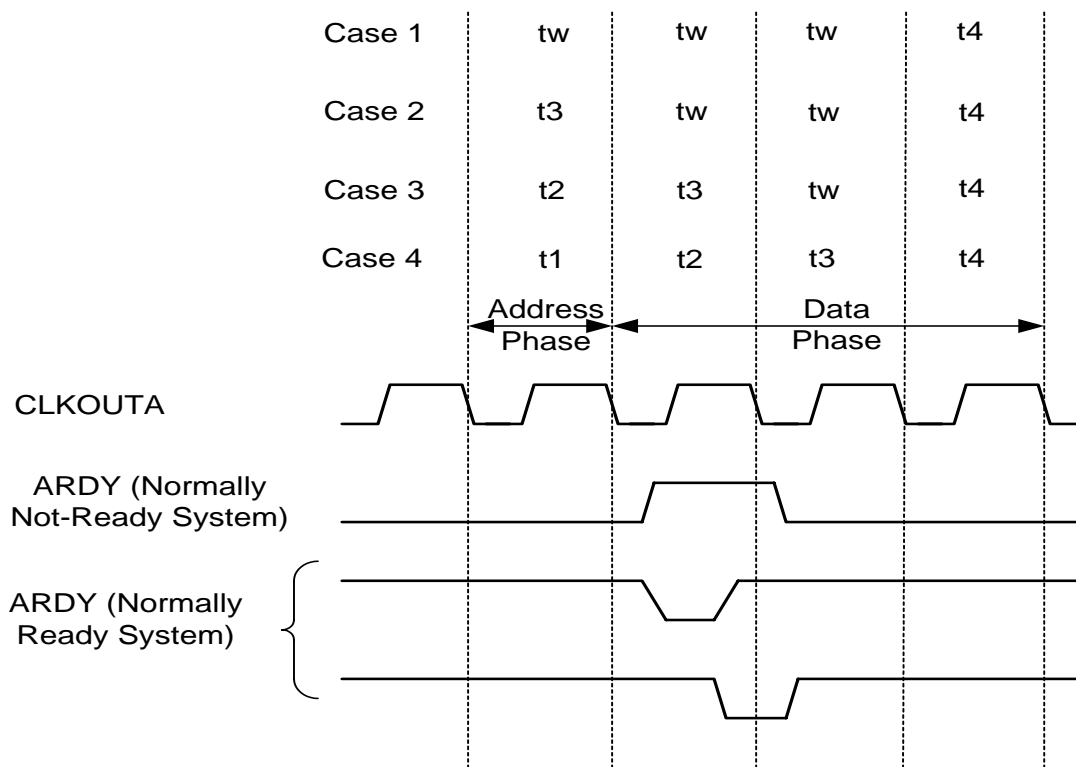 Case 1 tw tw tw t4
Case 2 t3 tw tw t4
Case 3 t2 t3 tw t4
Case 4 t1 t2 t3 t4
Address
Phase
Data
Phase
CLKOUTA
ARDY (Normally
Not-Ready System)
ARDY (Normally
Ready System)